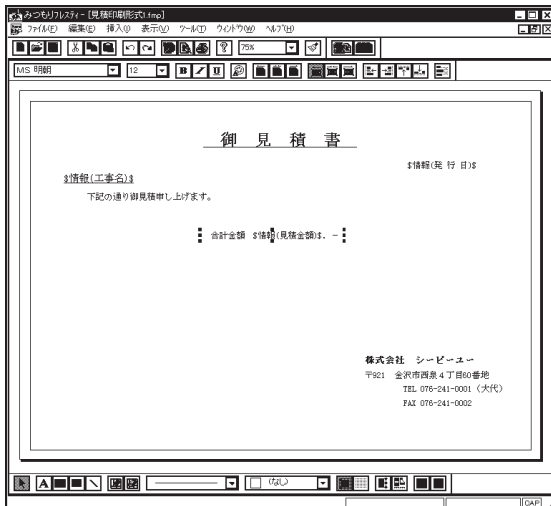 みつもりフレスティ - [見積印刷形式1.fmp]
ファイル(F) 編集(E) 挿入(I) 表示(V) ツール(T) ウィンドウ(W) ヘルプ(H)
75%
MS 明朝 12 B I U
御 見 積 書
$情報(発 行 日)$
$情報(工事名)$
下記の通り御見積申し上げます。
合計金額 $情報(見積金額)$. －
株式会社 シーピーユー
〒921 金沢市西泉４丁目60番地
TEL 076-241-0001（大代）
FAX 076-241-0002
A (なし)
CAP